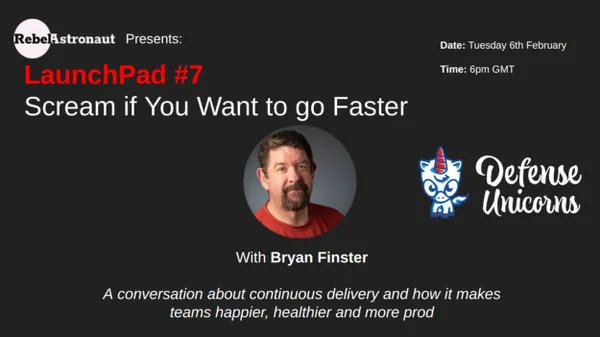 RebelAstronaut Presents:
Date: Tuesday 6th February
Time: 6pm GMT
LaunchPad #7
Scream if You Want to go Faster
Defense
Unicorns
With Bryan Finster
A conversation about continuous delivery and how it makes
teams happier, healthier and more prod